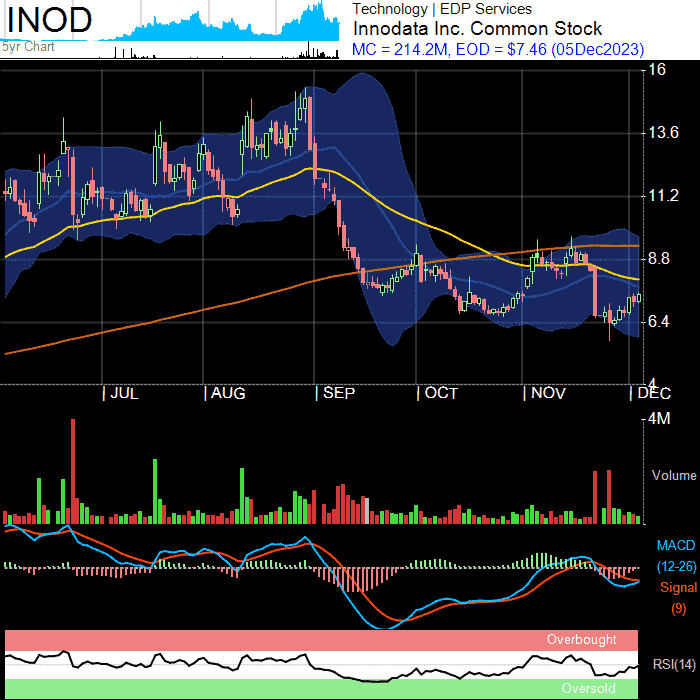 INOD
5yr Chart
Technology | EDP Services
Innodata Inc. Common Stock
MC = 214.2M, EOD = $7.46 (05Dec2023)
16
13.6
11.2
8.8
6.4
4
JUL
AUG
SEP
OCT
NOV
DEC
4M
Volume
MACD
(12-26)
Signal
(9)
Overbought
RSI(14)
Oversold